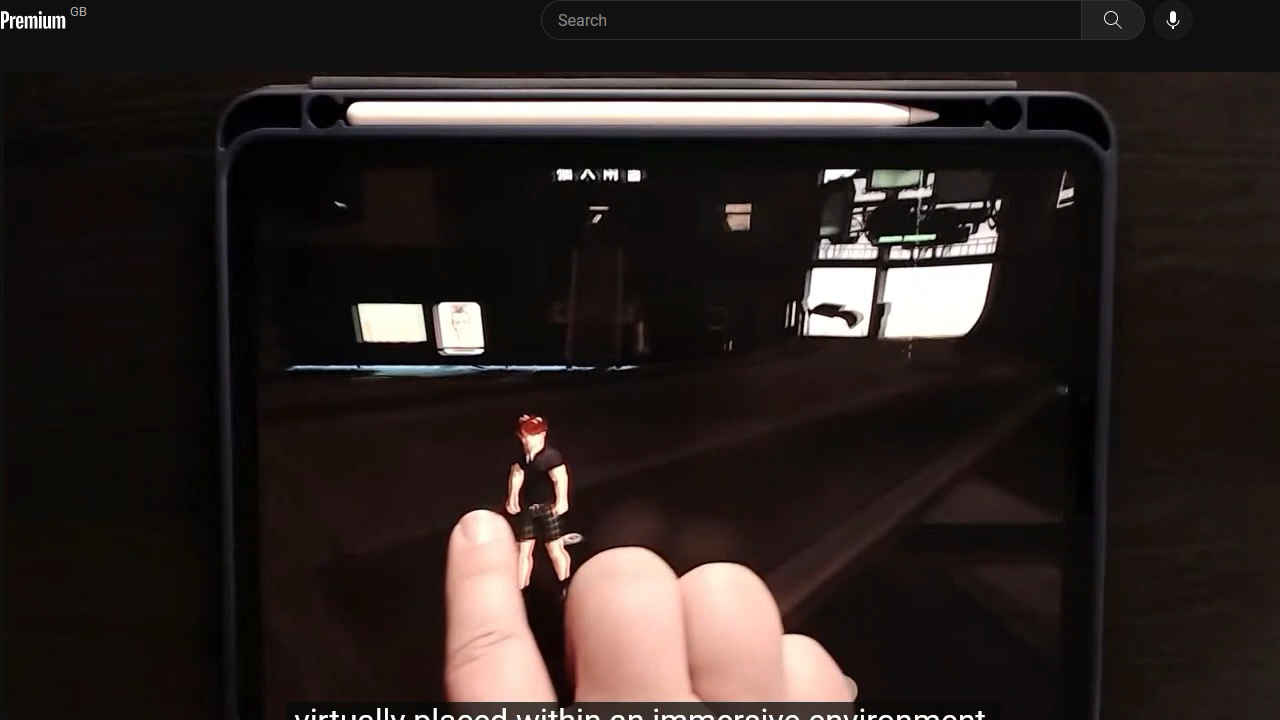 Premium GB
Search
virtually placed within an immersive environment